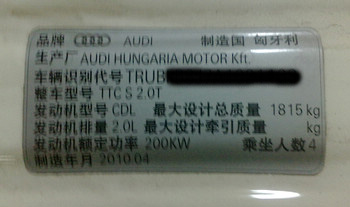 品牌 AUDI 制造国 匈牙利
生产厂 AUDI HUNGARIA MOTOR Kft.
车辆识别代号 TRUB
整车型号 TTC S 2.0T
发动机型号 CDL 最大设计总质量 1815 kg
发动机排量 2.0L 最大设计牵引质量 kg
发动机额定功率 200KW 乘坐人数 4
制造年月 2010.04